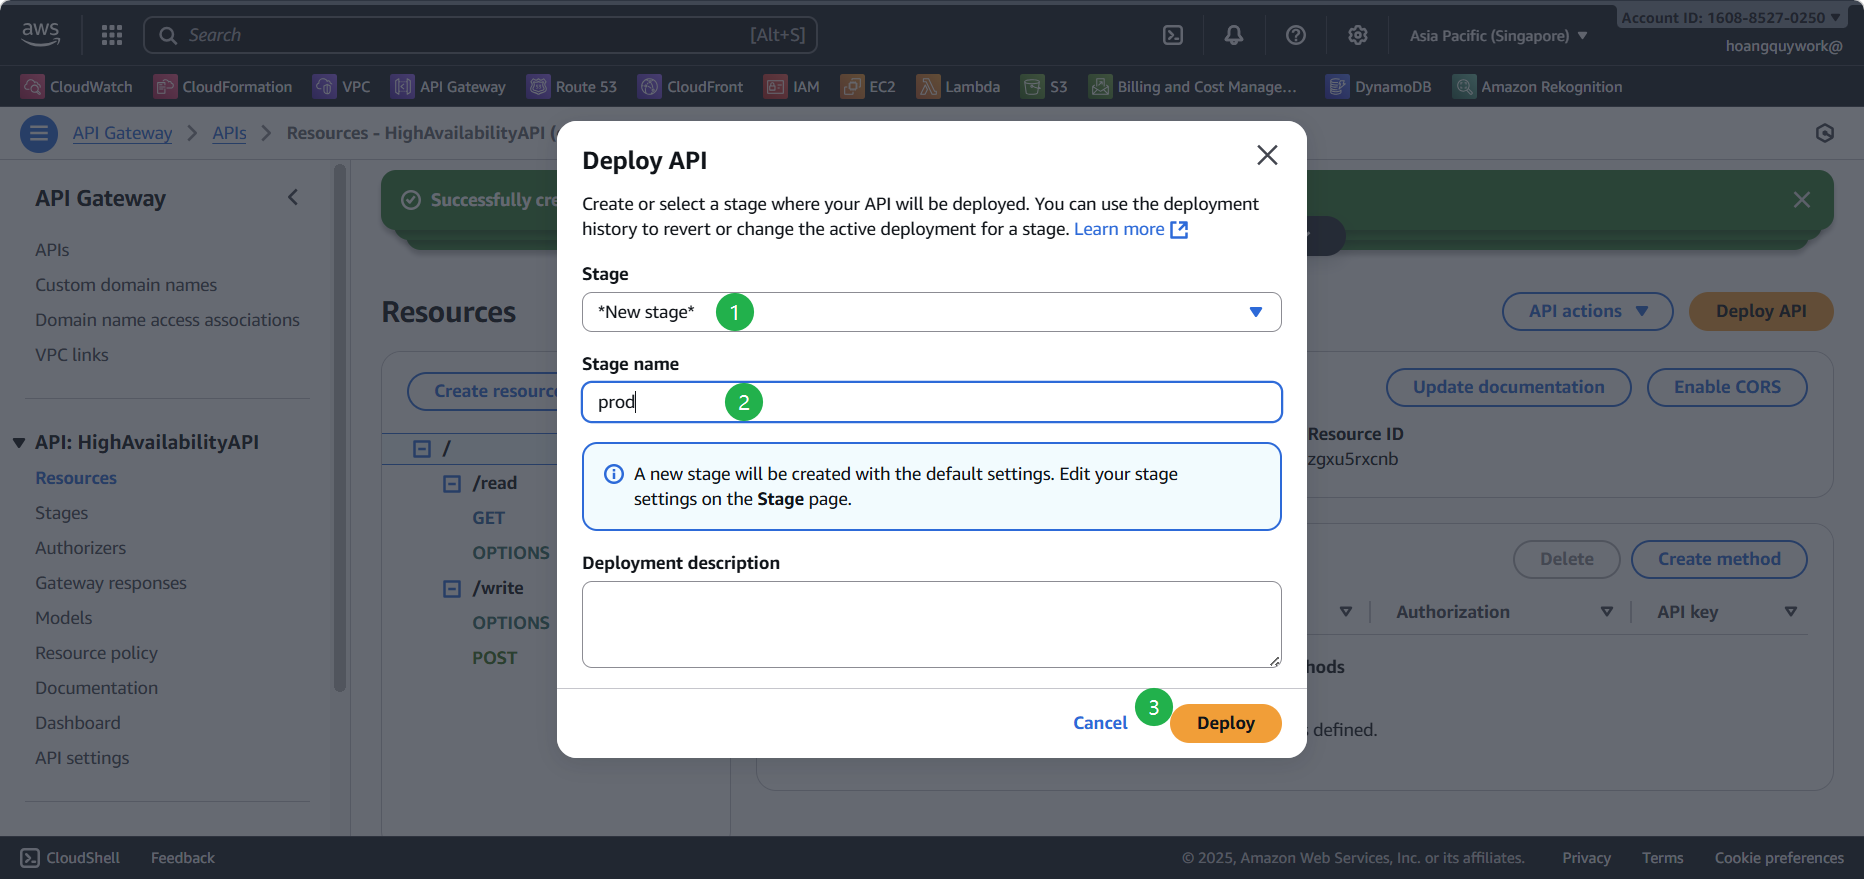 aws
Search
[Alt+S]
Asia Pacific (Singapore)
Account ID: 1608-8527-0250
hoangquywork@
CloudWatch
CloudFormation
VPC
API Gateway
Route 53
CloudFront
IAM
EC2
Lambda
S3
Billing and Cost Manage...
DynamoDB
Amazon Rekognition
API Gateway
APIs
Resources - HighAvailabilityAPI (
API Gateway
APIs
Custom domain names
Domain name access associations
VPC links
API: HighAvailabilityAPI
Resources
Stages
Authorizers
Gateway responses
Models
Resource policy
Documentation
Dashboard
API settings
Successfully cre
Resources
API actions
Deploy API
Create resourc
/
/read
GET
OPTIONS
/write
OPTIONS
POST
Update documentation
Enable CORS
Resource ID
zgxu5rxcnb
Delete
Create method
Authorization
API key
hods
defined.
Deploy API
Create or select a stage where your API will be deployed. You can use the deployment
history to revert or change the active deployment for a stage. Learn more
Stage
*New stage*
1
Stage name
prod
2
A new stage will be created with the default settings. Edit your stage
settings on the Stage page.
Deployment description
Cancel
3
Deploy
CloudShell
Feedback
© 2025, Amazon Web Services, Inc. or its affiliates.
Privacy
Terms
Cookie preferences